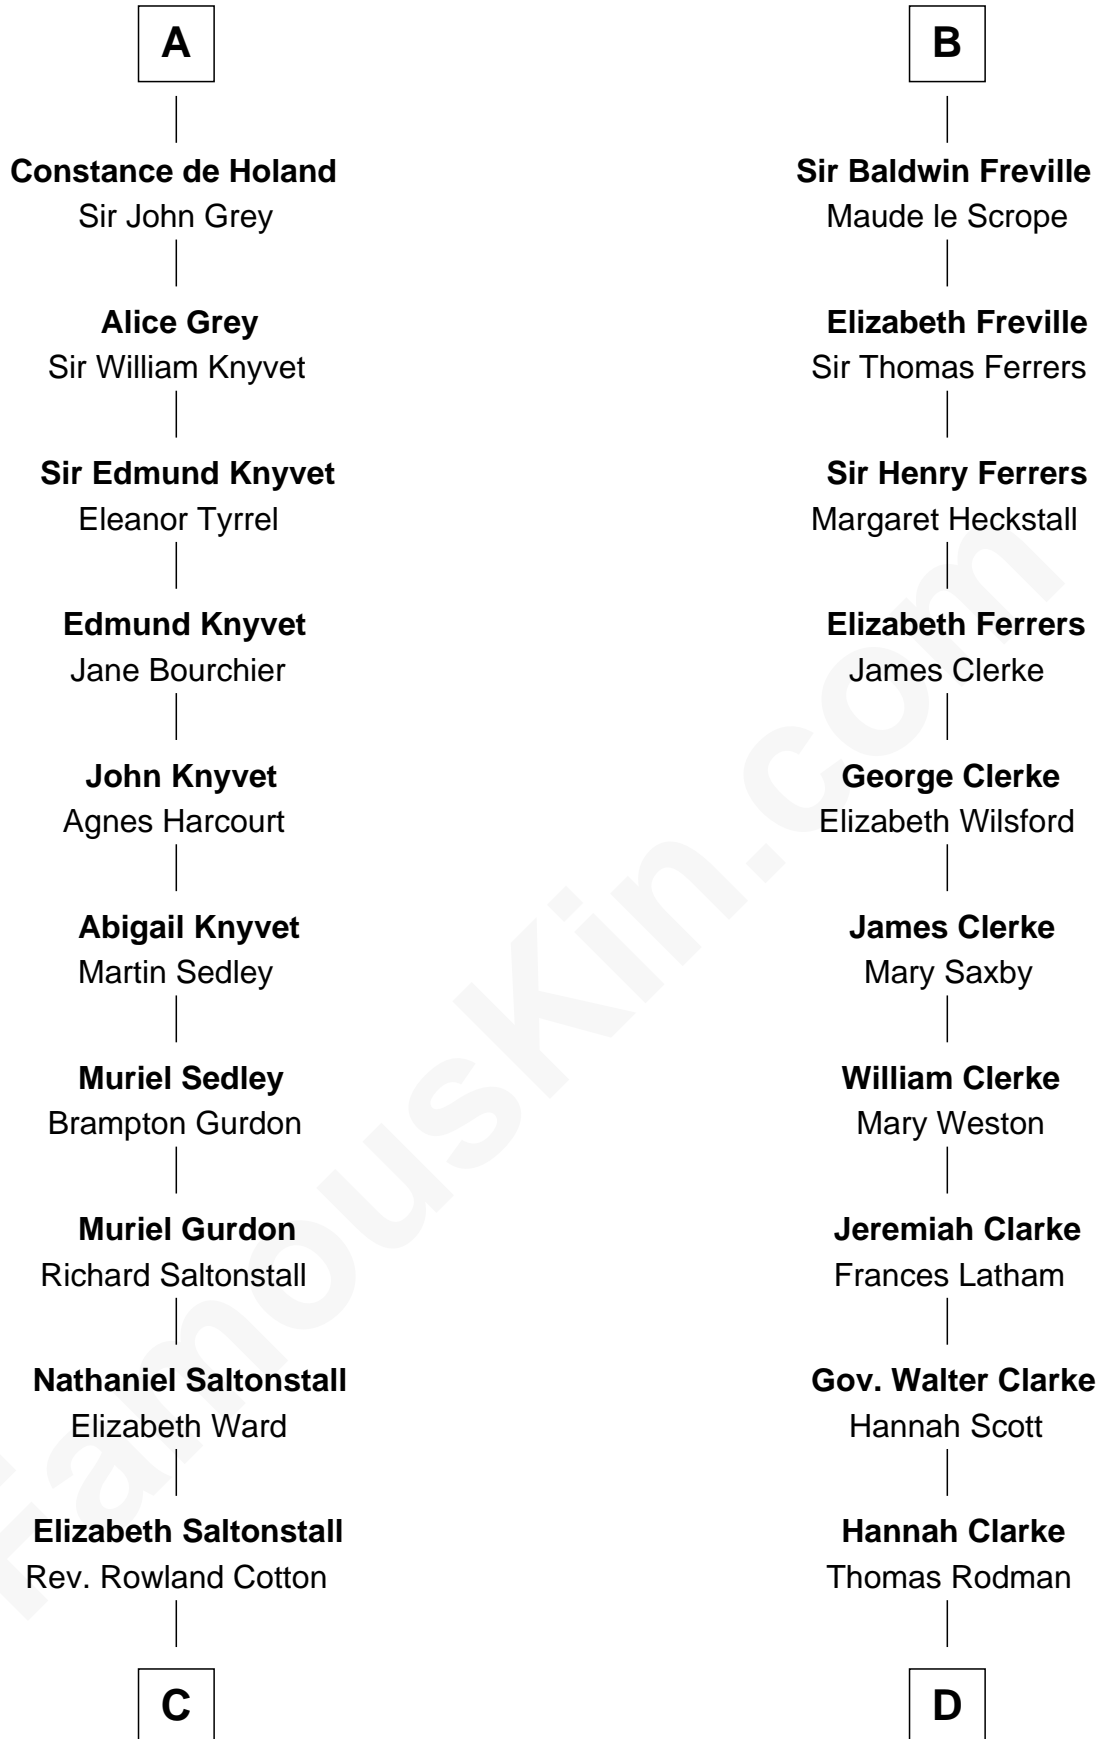 A
Constance de Holand
Sir John Grey
Alice Grey
Sir William Knyvet
Sir Edmund Knyvet
Eleanor Tyrrel
Edmund Knyvet
Jane Bourchier
John Knyvet
Agnes Harcourt
Abigail Knyvet
Martin Sedley
Muriel Sedley
Brampton Gurdon
Muriel Gurdon
Richard Saltonstall
Nathaniel Saltonstall
Elizabeth Ward
Elizabeth Saltonstall
Rev. Rowland Cotton
C
B
Sir Baldwin Freville
Maude le Scrope
Elizabeth Freville
Sir Thomas Ferrers
Sir Henry Ferrers
Margaret Heckstall
Elizabeth Ferrers
James Clerke
George Clerke
Elizabeth Wilsford
James Clerke
Mary Saxby
William Clerke
Mary Weston
Jeremiah Clarke
Frances Latham
Gov. Walter Clarke
Hannah Scott
Hannah Clarke
Thomas Rodman
D
FamousKin.com